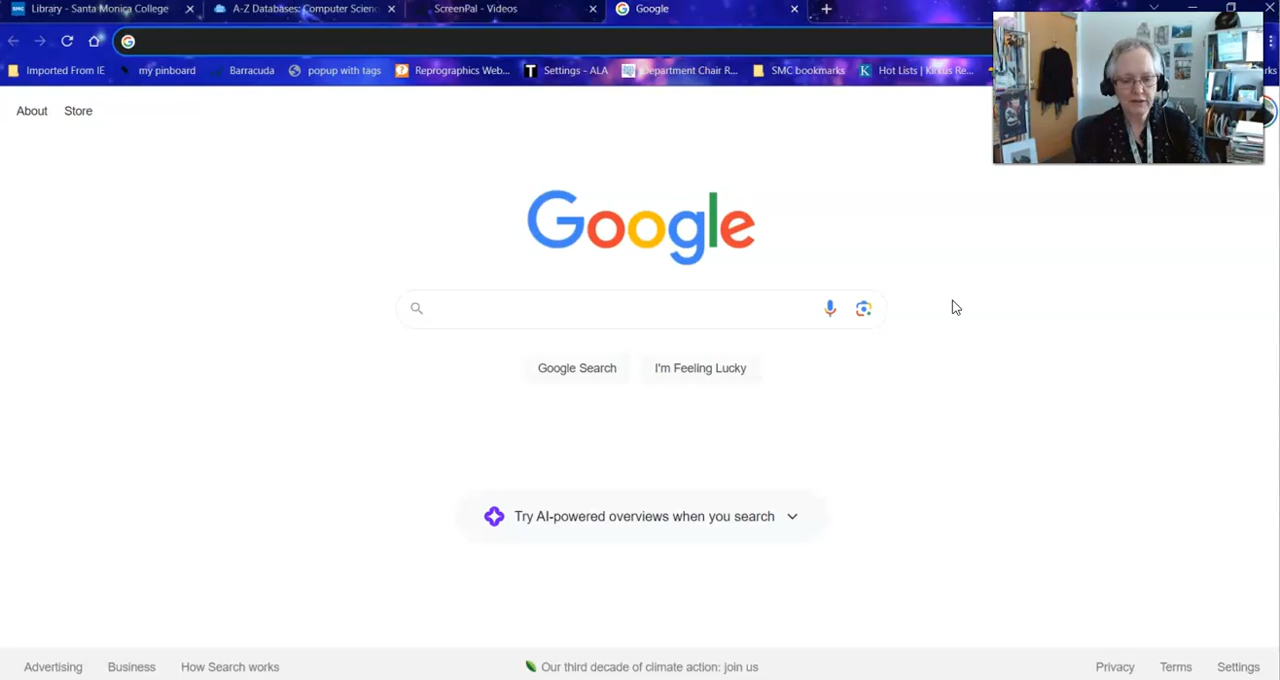 SMC Library - Santa Monica College
A-Z Databases: Computer Scienc
ScreenPal - Videos
Google
Imported From IE
my pinboard
Barracuda
popup with tags
Reprographics Web...
Settings - ALA
Department Chair R...
SMC bookmarks
Hot Lists | Kirkus Re...
About Store
Google
Google Search I'm Feeling Lucky
Try AI-powered overviews when you search
Advertising Business How Search works Our third decade of climate action: join us Privacy Terms Settings